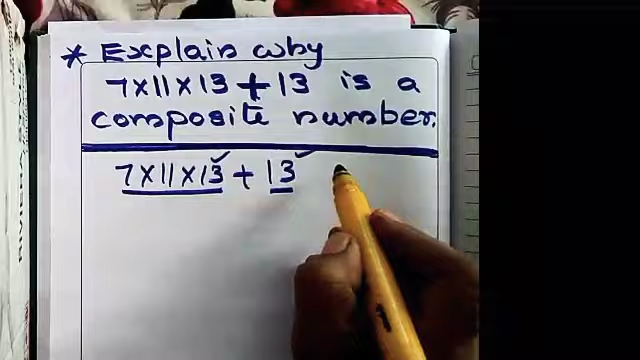 * Explain why
7×11×13 + 13 is a
composite number.
7×11×13 + 13